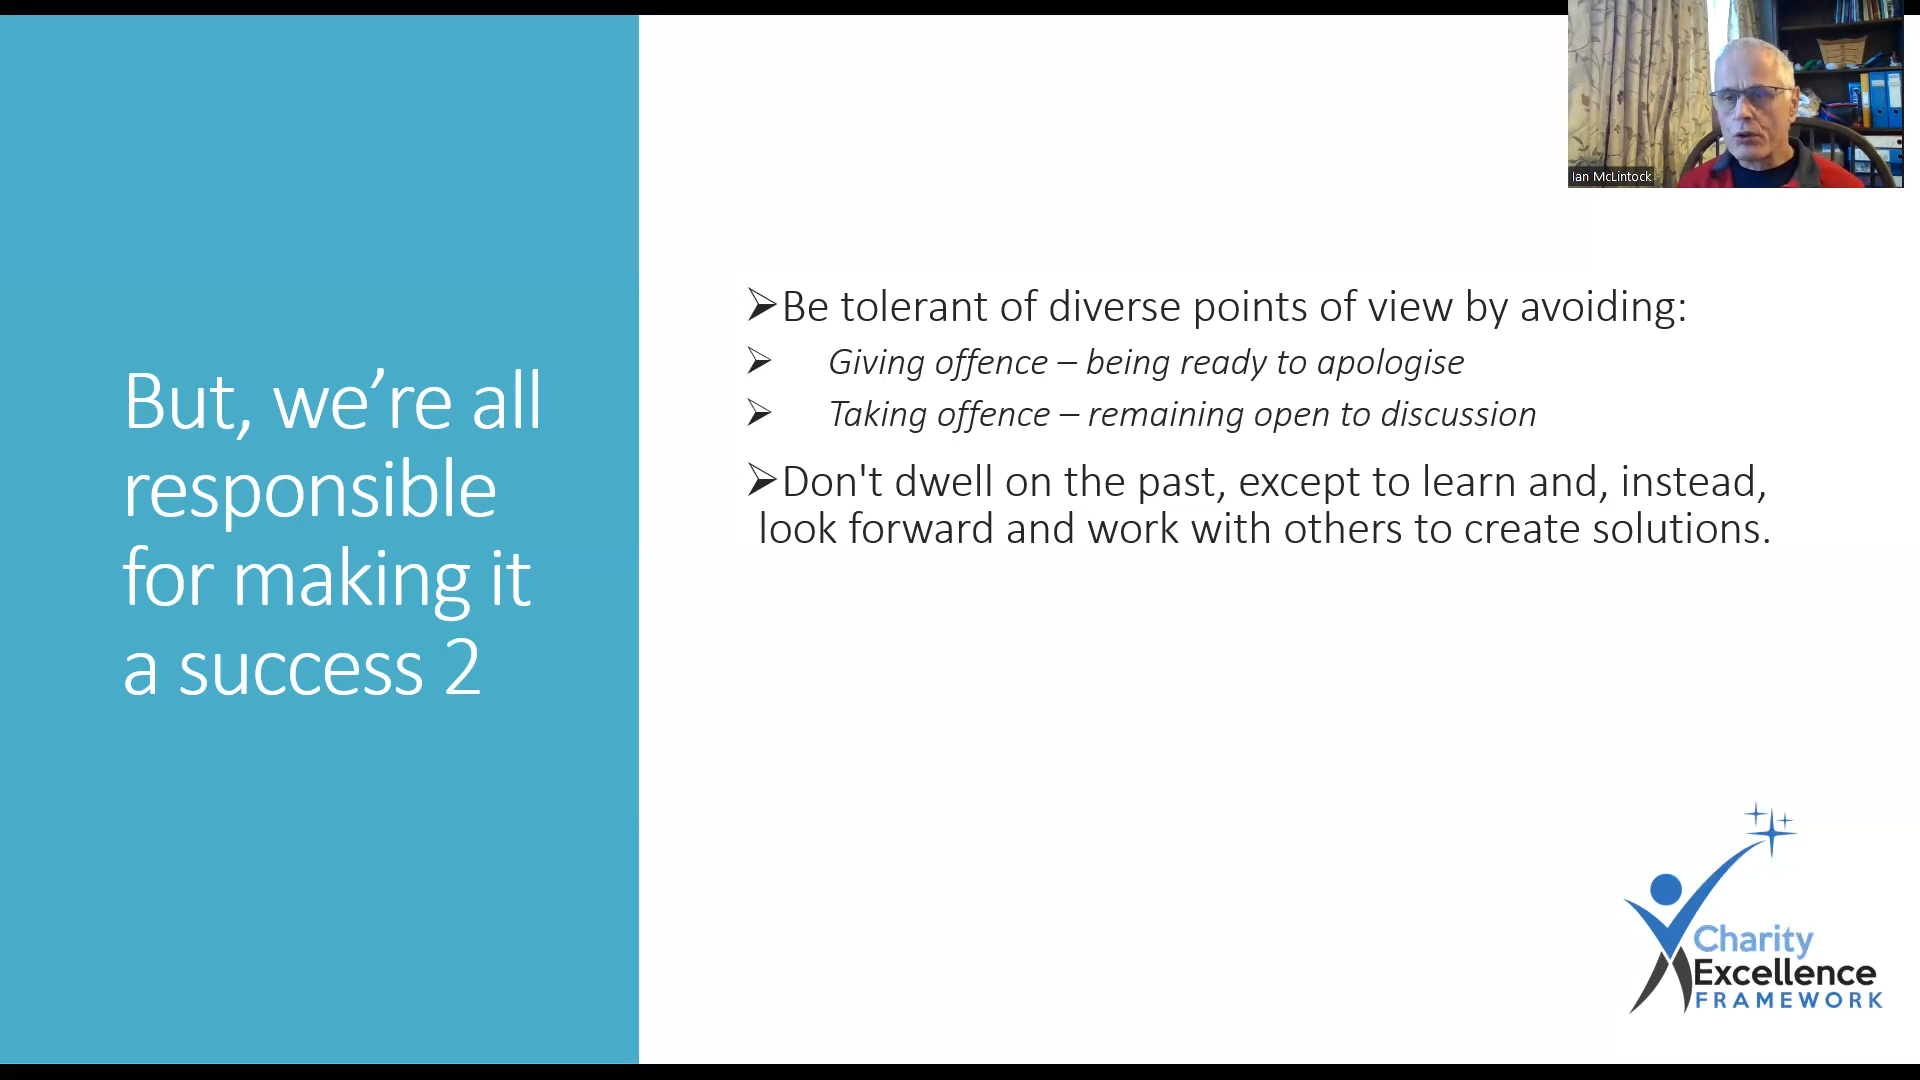 Ian McLintock
But, we’re all
responsible
for making it
a success 2
➢Be tolerant of diverse points of view by avoiding:
➢ Giving offence – being ready to apologise
➢ Taking offence – remaining open to discussion
➢Don't dwell on the past, except to learn and, instead,
look forward and work with others to create solutions.
Charity
Excellence
FRAMEWORK